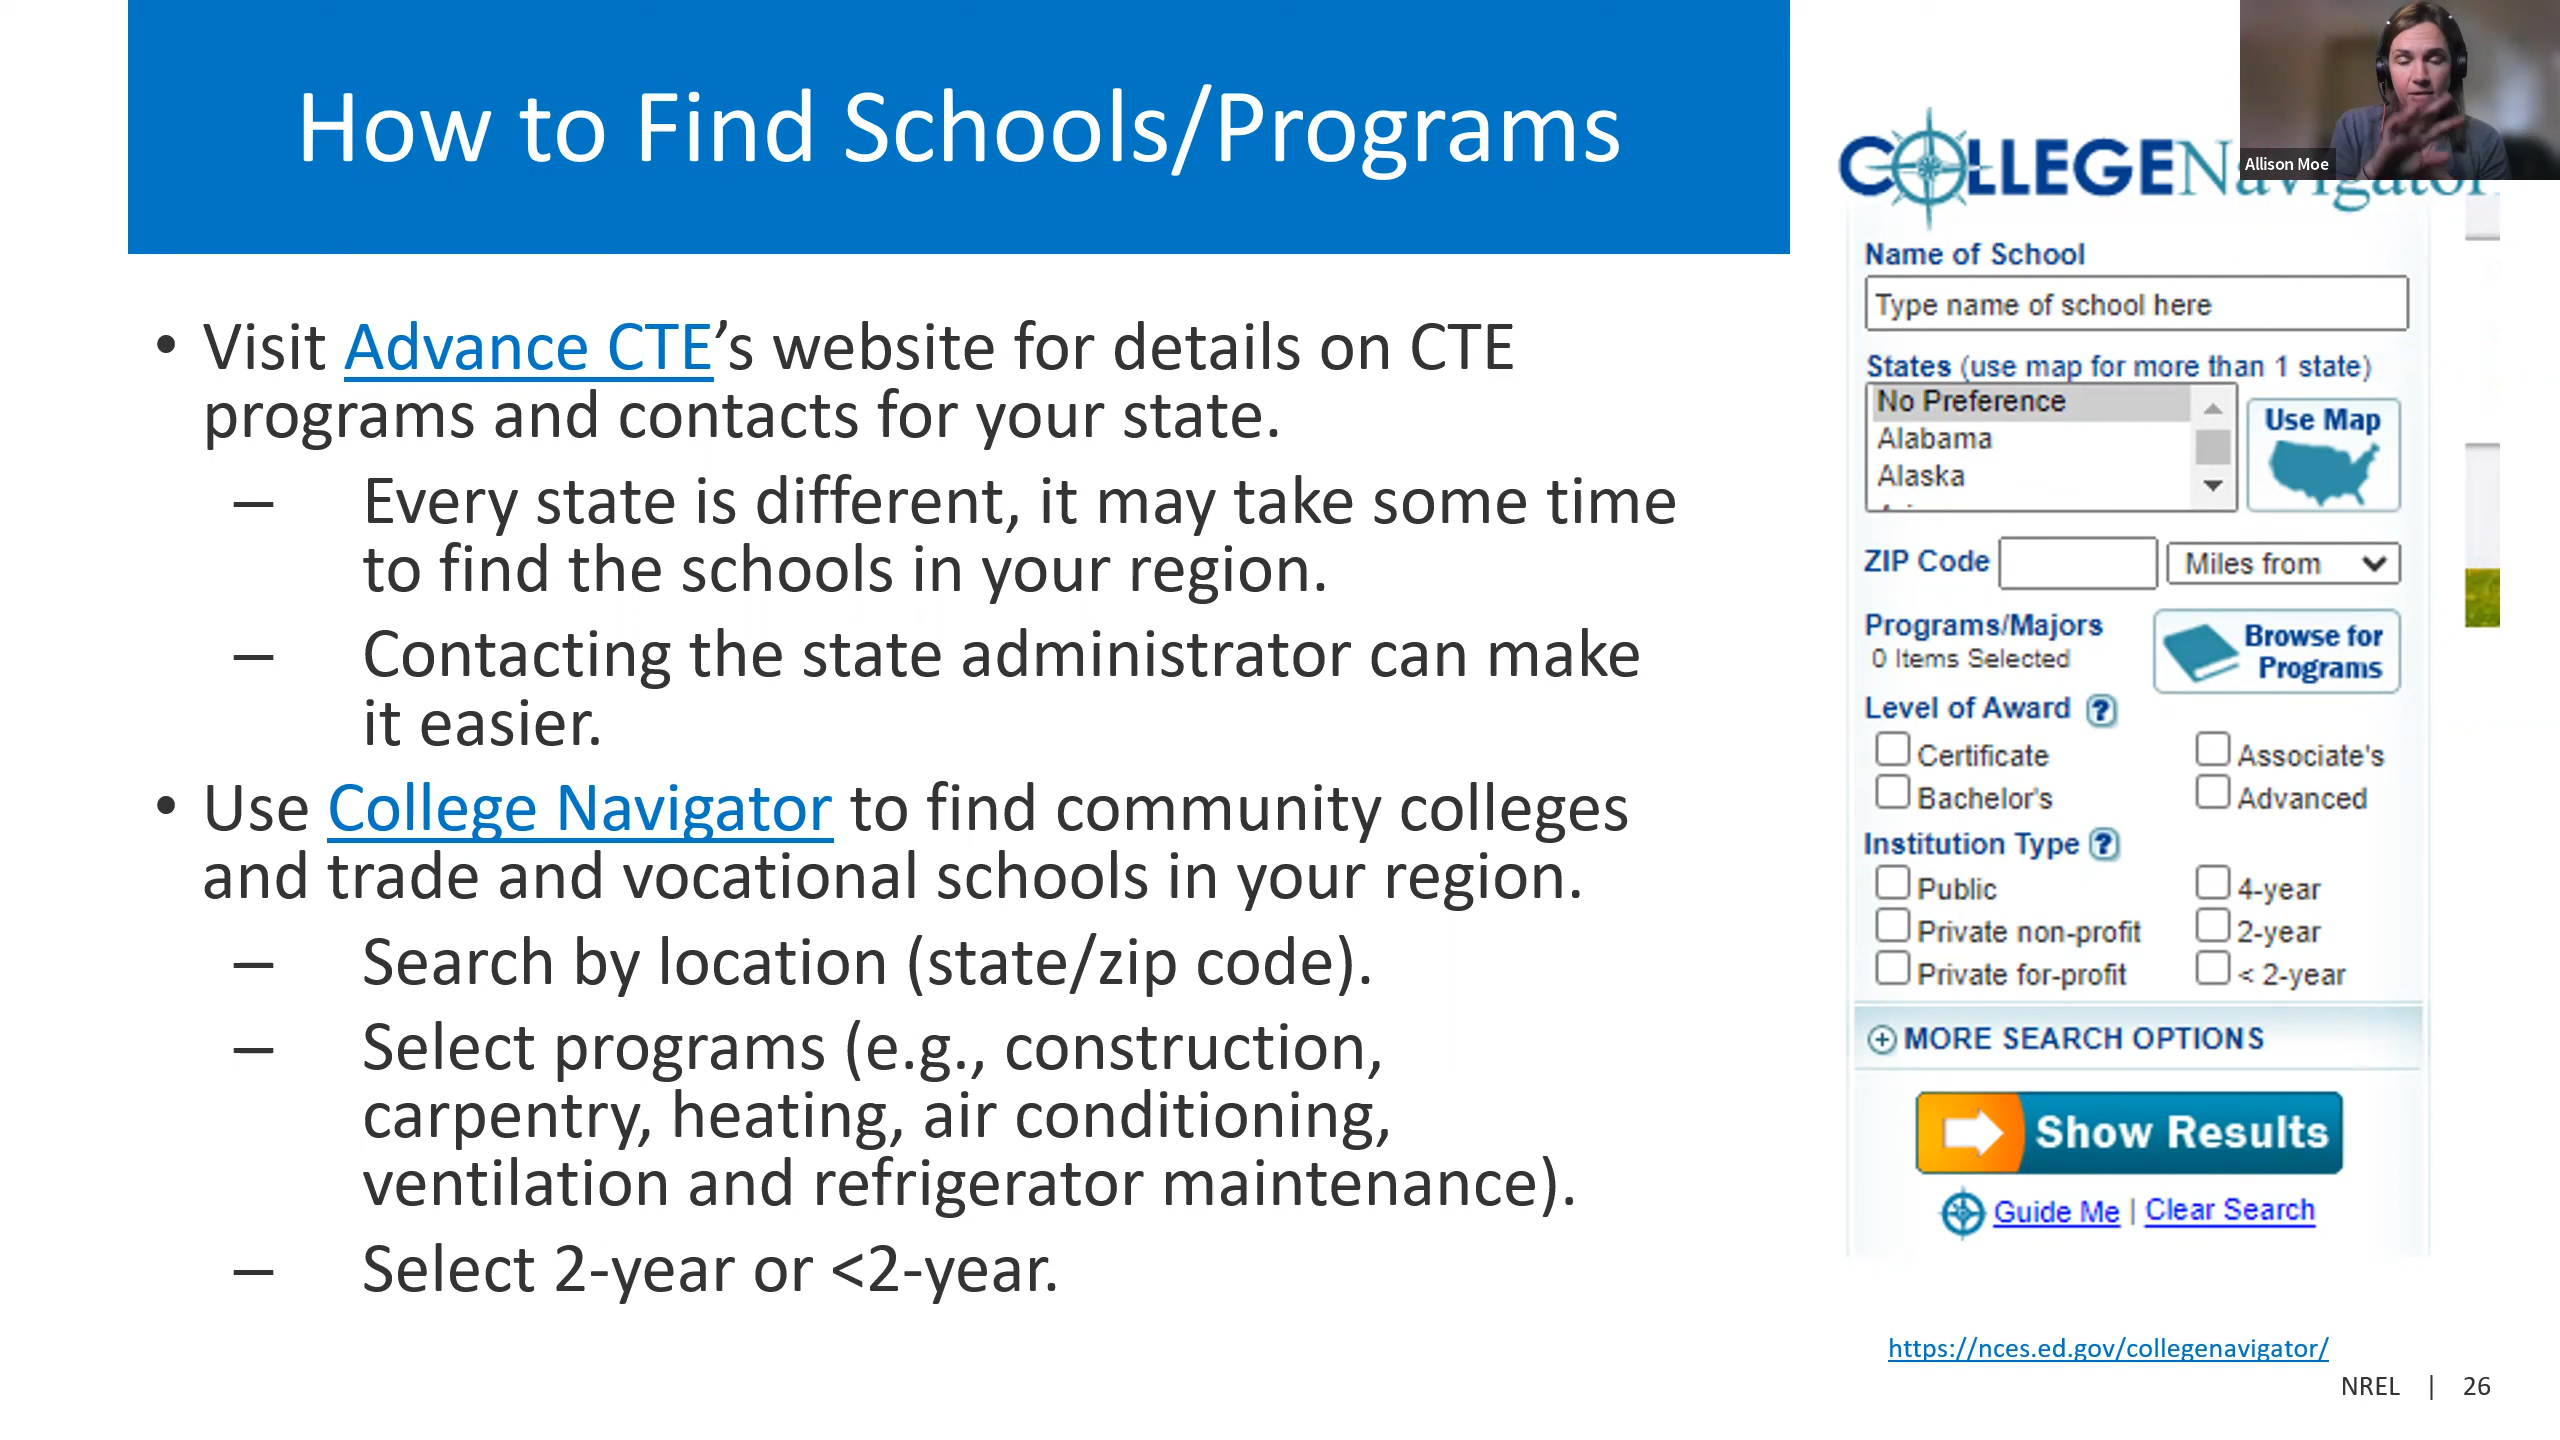 How to Find Schools/Programs
• Visit Advance CTE’s website for details on CTE
programs and contacts for your state.
– Every state is different, it may take some time
to find the schools in your region.
– Contacting the state administrator can make
it easier.
• Use College Navigator to find community colleges
and trade and vocational schools in your region.
– Search by location (state/zip code).
– Select programs (e.g., construction,
carpentry, heating, air conditioning,
ventilation and refrigerator maintenance).
– Select 2-year or <2-year.
Allison Moe
COLLEGENavigator
Name of School
Type name of school here
States (use map for more than 1 state)
No Preference
Alabama
Alaska
Use Map
ZIP Code
Miles from
Programs/Majors
0 Items Selected
Browse for
Programs
Level of Award ?
Certificate
Associate's
Bachelor's
Advanced
Institution Type ?
Public
4-year
Private non-profit
2-year
Private for-profit
< 2-year
MORE SEARCH OPTIONS
Show Results
Guide Me | Clear Search
https://nces.ed.gov/collegenavigator/
NREL | 26